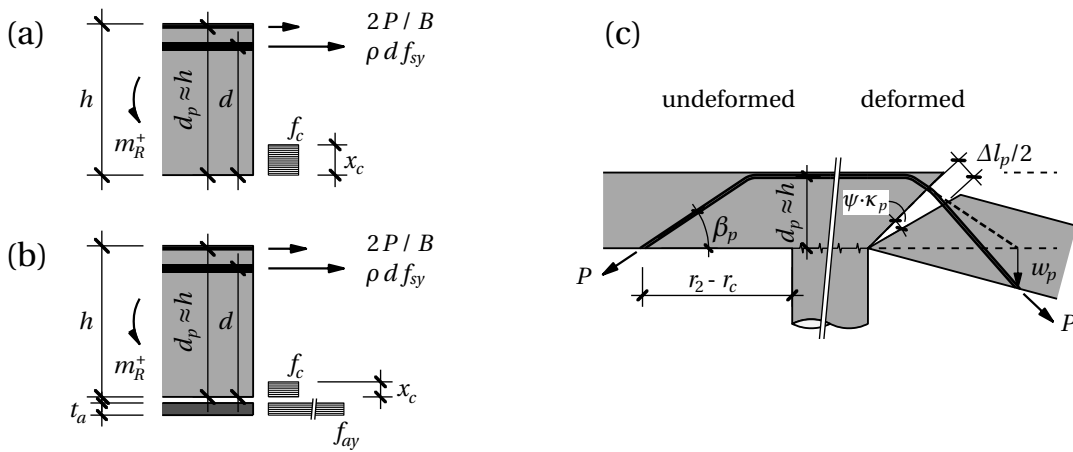 (a)
2 P / B
ρ d f_sy
h
d_p ≈ h
d
m_R^+
f_c
x_c
(b)
2 P / B
ρ d f_sy
h
d_p ≈ h
d
m_R^+
f_c
x_c
t_a
f_ay
(c)
undeformed deformed
Δl_p/2
ψ·κ_p
d_p ≈ h
β_p
P
r_2 - r_c
w_p
P